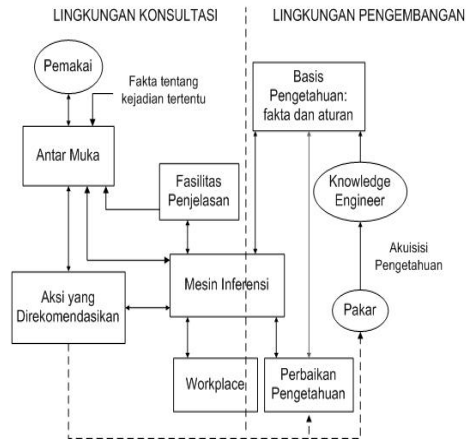 LINGKUNGAN KONSULTASI
LINGKUNGAN PENGEMBANGAN
Pemakai
Fakta tentang
kejadian tertentu
Antar Muka
Fasilitas
Penjelasan
Basis
Pengetahuan:
fakta dan aturan
Knowledge
Engineer
Akuisisi
Pengetahuan
Aksi yang
Direkomendasikan
Mesin Inferensi
Pakar
Workplace
Perbaikan
Pengetahuan